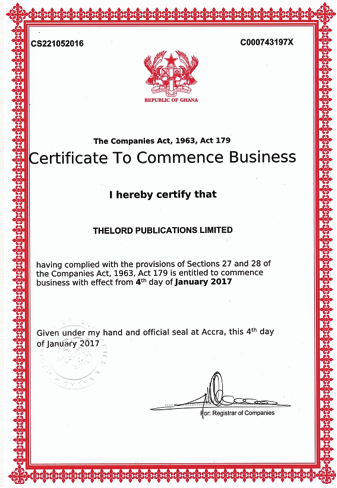 CS221052016 C000743197X
REPUBLIC OF GHANA
The Companies Act, 1963, Act 179
Certificate To Commence Business
I hereby certify that
THELORD PUBLICATIONS LIMITED
having complied with the provisions of Sections 27 and 28 of
the Companies Act, 1963, Act 179 is entitled to commence
business with effect from 4th day of January 2017
Given under my hand and official seal at Accra, this 4th day
of January 2017
For: Registrar of Companies